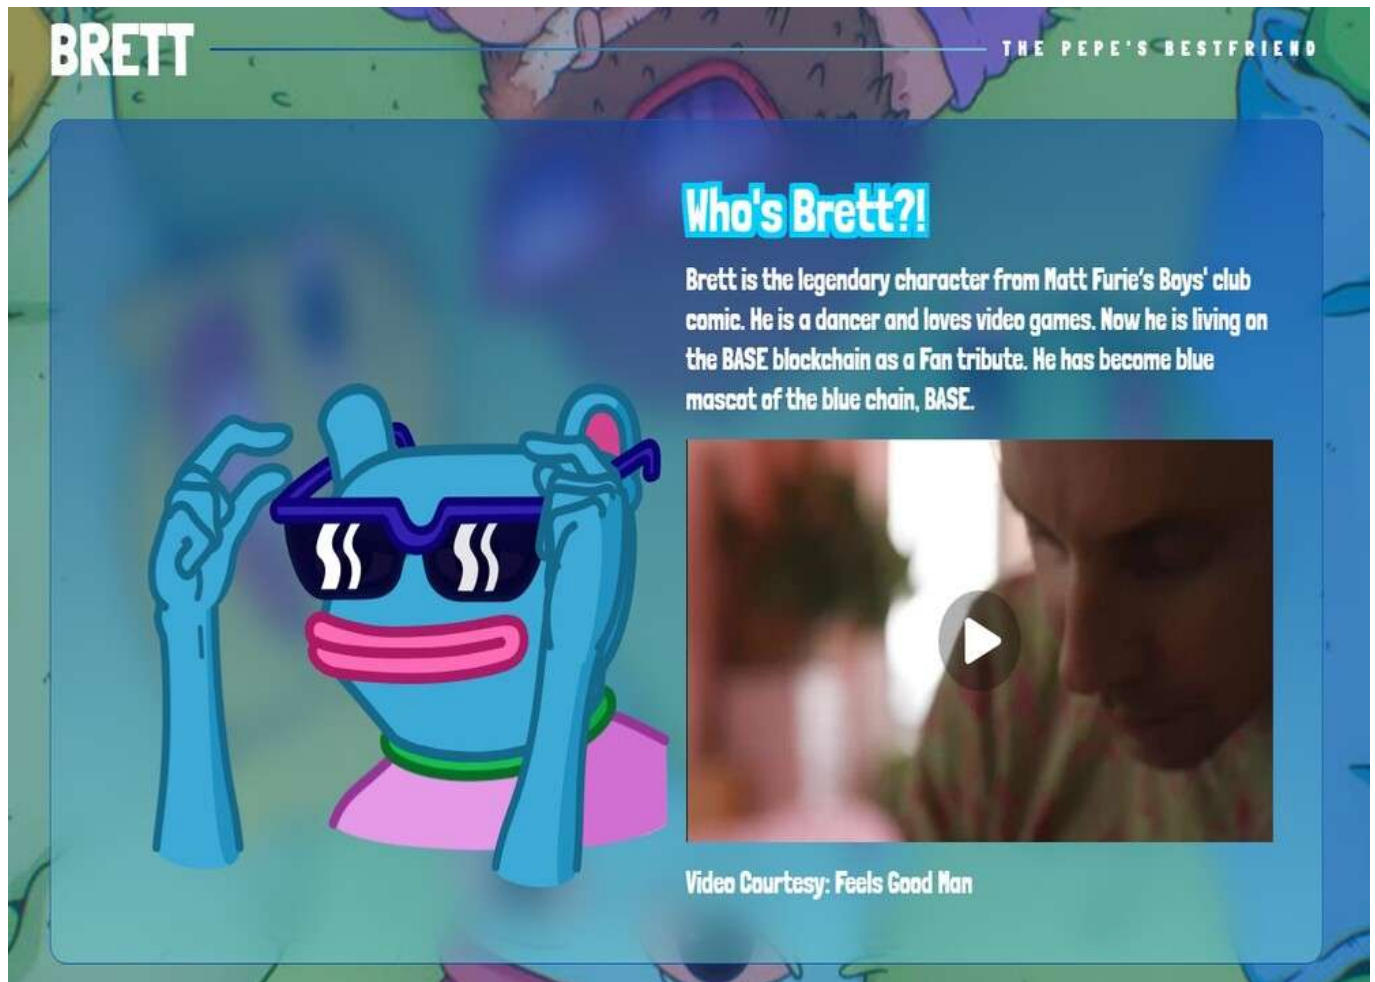 BRETT
THE PEPE'S BESTFRIEND
Who's Brett?!
Brett is the legendary character from Matt Furie's Boys' club
comic. He is a dancer and loves video games. Now he is living on
the BASE blockchain as a Fan tribute. He has become blue
mascot of the blue chain, BASE.
Video Courtesy: Feels Good Man